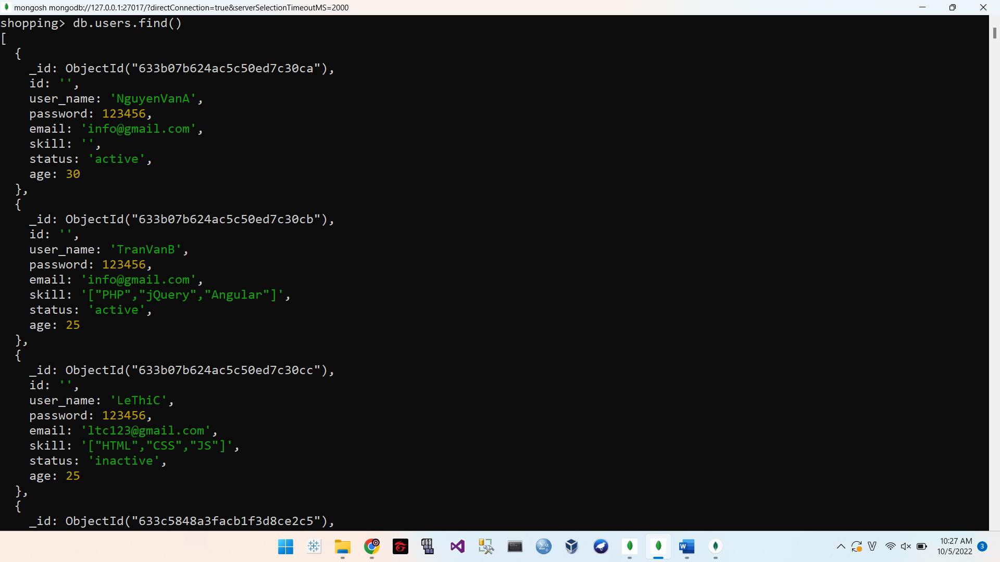 mongosh mongodb://127.0.0.1:27017/?directConnection=true&serverSelectionTimeoutMS=2000
shopping> db.users.find()
[
  {
    _id: ObjectId("633b07b624ac5c50ed7c30ca"),
    id: '',
    user_name: 'NguyenVanA',
    password: 123456,
    email: 'info@gmail.com',
    skill: '',
    status: 'active',
    age: 30
  },
  {
    _id: ObjectId("633b07b624ac5c50ed7c30cb"),
    id: '',
    user_name: 'TranVanB',
    password: 123456,
    email: 'info@gmail.com',
    skill: '["PHP","jQuery","Angular"]',
    status: 'active',
    age: 25
  },
  {
    _id: ObjectId("633b07b624ac5c50ed7c30cc"),
    id: '',
    user_name: 'LeThiC',
    password: 123456,
    email: 'ltc123@gmail.com',
    skill: '["HTML","CSS","JS"]',
    status: 'inactive',
    age: 25
  },
  {
    _id: ObjectId("633c5848a3facb1f3d8ce2c5"),
10:27 AM
10/5/2022
3